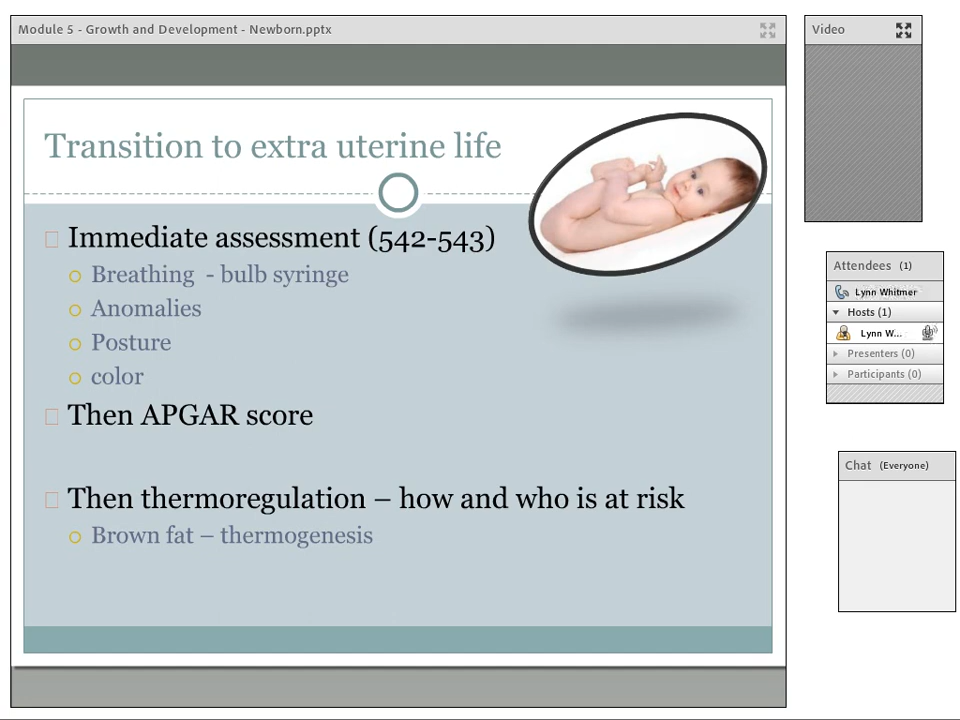 Module 5 - Growth and Development - Newborn.pptx
Transition to extra uterine life
Immediate assessment (542-543)
Breathing - bulb syringe
Anomalies
Posture
color
Then APGAR score
Then thermoregulation – how and who is at risk
Brown fat – thermogenesis
Video
Attendees (1)
Lynn Whitmer
Hosts (1)
Lynn W...
Presenters (0)
Participants (0)
Chat (Everyone)